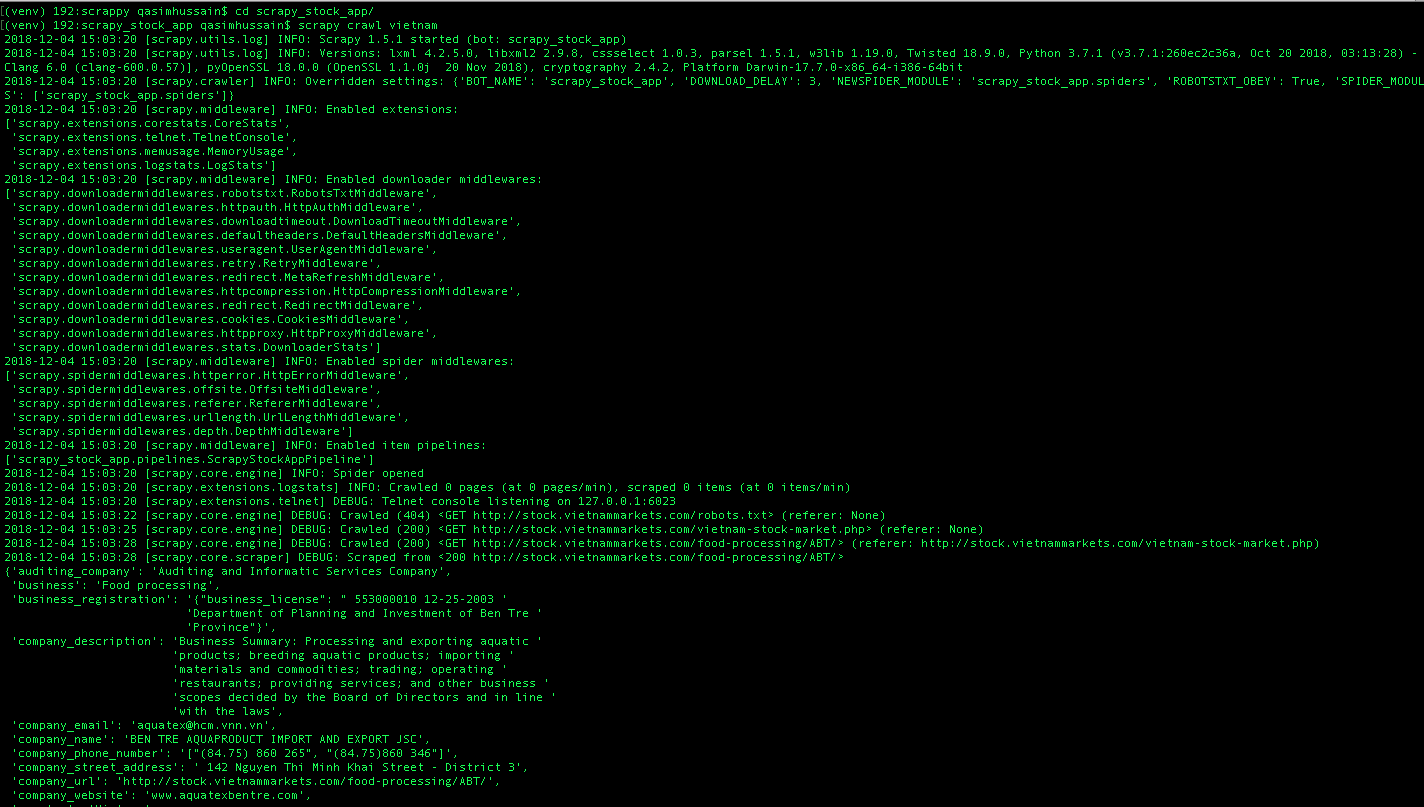 [(venv) 192:scrappy qasimhussain$ cd scrapy_stock_app/
[(venv) 192:scrapy_stock_app qasimhussain$ scrapy crawl vietnam
2018-12-04 15:03:20 [scrapy.utils.log] INFO: Scrapy 1.5.1 started (bot: scrapy_stock_app)
2018-12-04 15:03:20 [scrapy.utils.log] INFO: Versions: lxml 4.2.5.0, libxml2 2.9.8, cssselect 1.0.3, parsel 1.5.1, w3lib 1.19.0, Twisted 18.9.0, Python 3.7.1 (v3.7.1:260ec2c36a, Oct 20 2018, 03:13:28) -
Clang 6.0 (clang-600.0.57)], pyOpenSSL 18.0.0 (OpenSSL 1.1.0j  20 Nov 2018), cryptography 2.4.2, Platform Darwin-17.7.0-x86_64-i386-64bit
2018-12-04 15:03:20 [scrapy.crawler] INFO: Overridden settings: {'BOT_NAME': 'scrapy_stock_app', 'DOWNLOAD_DELAY': 3, 'NEWSPIDER_MODULE': 'scrapy_stock_app.spiders', 'ROBOTSTXT_OBEY': True, 'SPIDER_MODUL
S': ['scrapy_stock_app.spiders']}
2018-12-04 15:03:20 [scrapy.middleware] INFO: Enabled extensions:
['scrapy.extensions.corestats.CoreStats',
 'scrapy.extensions.telnet.TelnetConsole',
 'scrapy.extensions.memusage.MemoryUsage',
 'scrapy.extensions.logstats.LogStats']
2018-12-04 15:03:20 [scrapy.middleware] INFO: Enabled downloader middlewares:
['scrapy.downloadermiddlewares.robotstxt.RobotsTxtMiddleware',
 'scrapy.downloadermiddlewares.httpauth.HttpAuthMiddleware',
 'scrapy.downloadermiddlewares.downloadtimeout.DownloadTimeoutMiddleware',
 'scrapy.downloadermiddlewares.defaultheaders.DefaultHeadersMiddleware',
 'scrapy.downloadermiddlewares.useragent.UserAgentMiddleware',
 'scrapy.downloadermiddlewares.retry.RetryMiddleware',
 'scrapy.downloadermiddlewares.redirect.MetaRefreshMiddleware',
 'scrapy.downloadermiddlewares.httpcompression.HttpCompressionMiddleware',
 'scrapy.downloadermiddlewares.redirect.RedirectMiddleware',
 'scrapy.downloadermiddlewares.cookies.CookiesMiddleware',
 'scrapy.downloadermiddlewares.httpproxy.HttpProxyMiddleware',
 'scrapy.downloadermiddlewares.stats.DownloaderStats']
2018-12-04 15:03:20 [scrapy.middleware] INFO: Enabled spider middlewares:
['scrapy.spidermiddlewares.httperror.HttpErrorMiddleware',
 'scrapy.spidermiddlewares.offsite.OffsiteMiddleware',
 'scrapy.spidermiddlewares.referer.RefererMiddleware',
 'scrapy.spidermiddlewares.urllength.UrlLengthMiddleware',
 'scrapy.spidermiddlewares.depth.DepthMiddleware']
2018-12-04 15:03:20 [scrapy.middleware] INFO: Enabled item pipelines:
['scrapy_stock_app.pipelines.ScrapyStockAppPipeline']
2018-12-04 15:03:20 [scrapy.core.engine] INFO: Spider opened
2018-12-04 15:03:20 [scrapy.extensions.logstats] INFO: Crawled 0 pages (at 0 pages/min), scraped 0 items (at 0 items/min)
2018-12-04 15:03:20 [scrapy.extensions.telnet] DEBUG: Telnet console listening on 127.0.0.1:6023
2018-12-04 15:03:22 [scrapy.core.engine] DEBUG: Crawled (404) <GET http://stock.vietnammarkets.com/robots.txt> (referer: None)
2018-12-04 15:03:25 [scrapy.core.engine] DEBUG: Crawled (200) <GET http://stock.vietnammarkets.com/vietnam-stock-market.php> (referer: None)
2018-12-04 15:03:28 [scrapy.core.engine] DEBUG: Crawled (200) <GET http://stock.vietnammarkets.com/food-processing/ABT/> (referer: http://stock.vietnammarkets.com/vietnam-stock-market.php)
2018-12-04 15:03:28 [scrapy.core.scraper] DEBUG: Scraped from <200 http://stock.vietnammarkets.com/food-processing/ABT/>
{'auditing_company': 'Auditing and Informatic Services Company',
 'business': 'Food processing',
 'business_registration': '{"business_license": " 553000010 12-25-2003 '
                          'Department of Planning and Investment of Ben Tre '
                          'Province"}',
 'company_description': 'Business Summary: Processing and exporting aquatic '
                        'products; breeding aquatic products; importing '
                        'materials and commodities; trading; operating '
                        'restaurants; providing services; and other business '
                        'scopes decided by the Board of Directors and in line '
                        'with the laws',
 'company_email': 'aquatex@hcm.vnn.vn',
 'company_name': 'BEN TRE AQUAPRODUCT IMPORT AND EXPORT JSC',
 'company_phone_number': '["(84.75) 860 265", "(84.75)860 346"]',
 'company_street_address': ' 142 Nguyen Thi Minh Khai Street - District 3',
 'company_url': 'http://stock.vietnammarkets.com/food-processing/ABT/',
 'company_website': 'www.aquatexbentre.com',